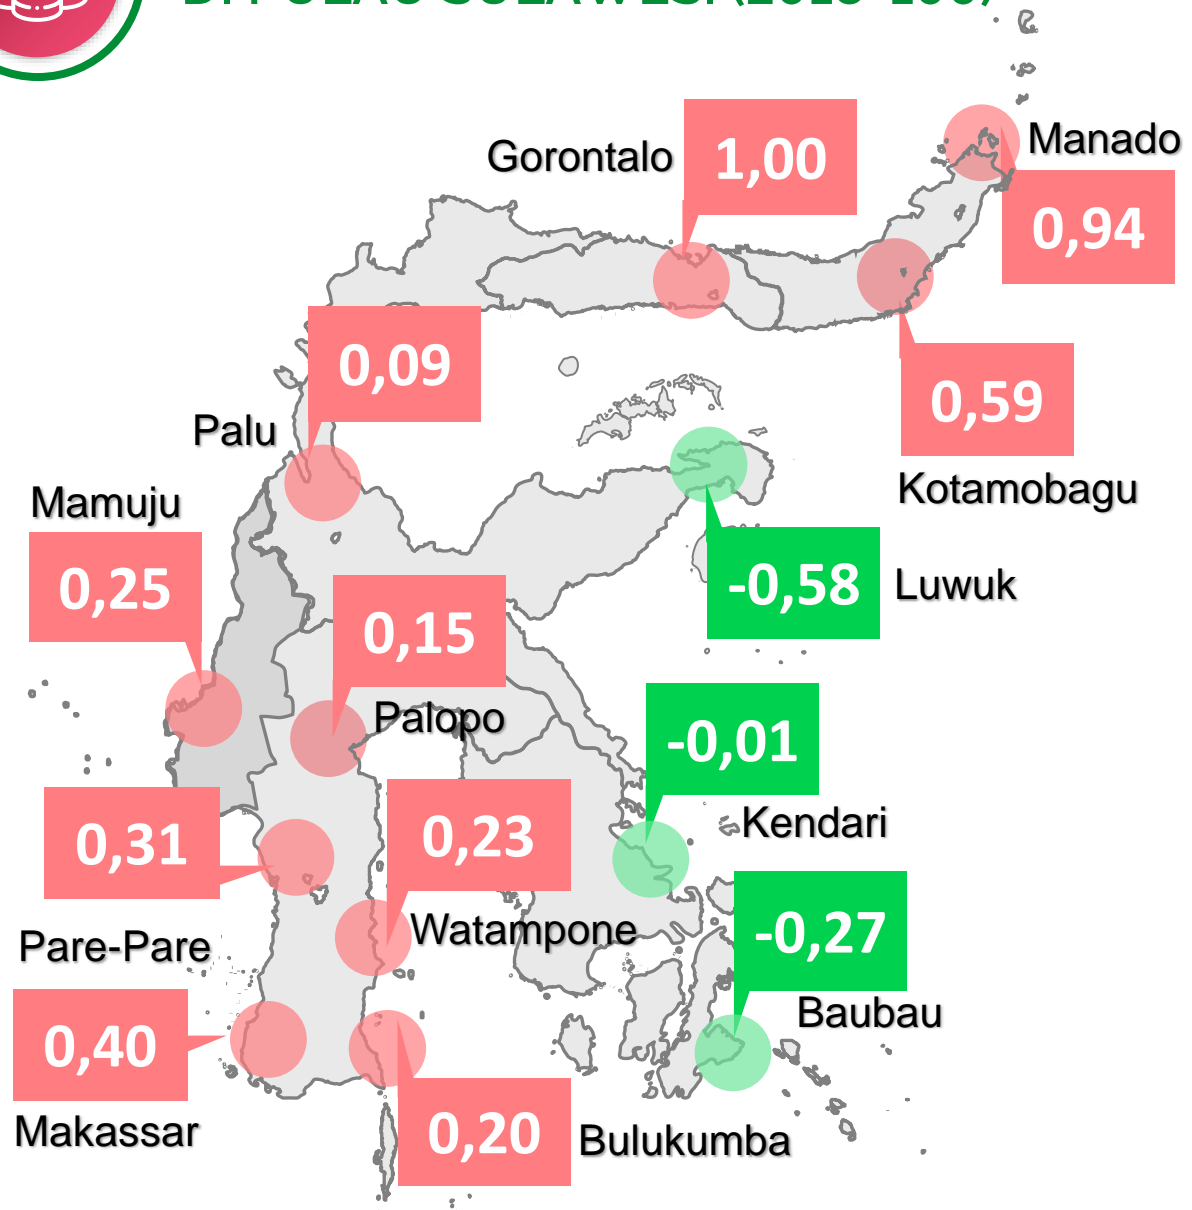 Gorontalo
1,00
Manado
0,94
0,09
0,59
Palu
Kotamobagu
Mamuju
0,25
-0,58
Luwuk
0,15
Palopo
-0,01
Kendari
0,31
0,23
Pare-Pare
Watampone
-0,27
Baubau
0,40
Makassar
0,20
Bulukumba